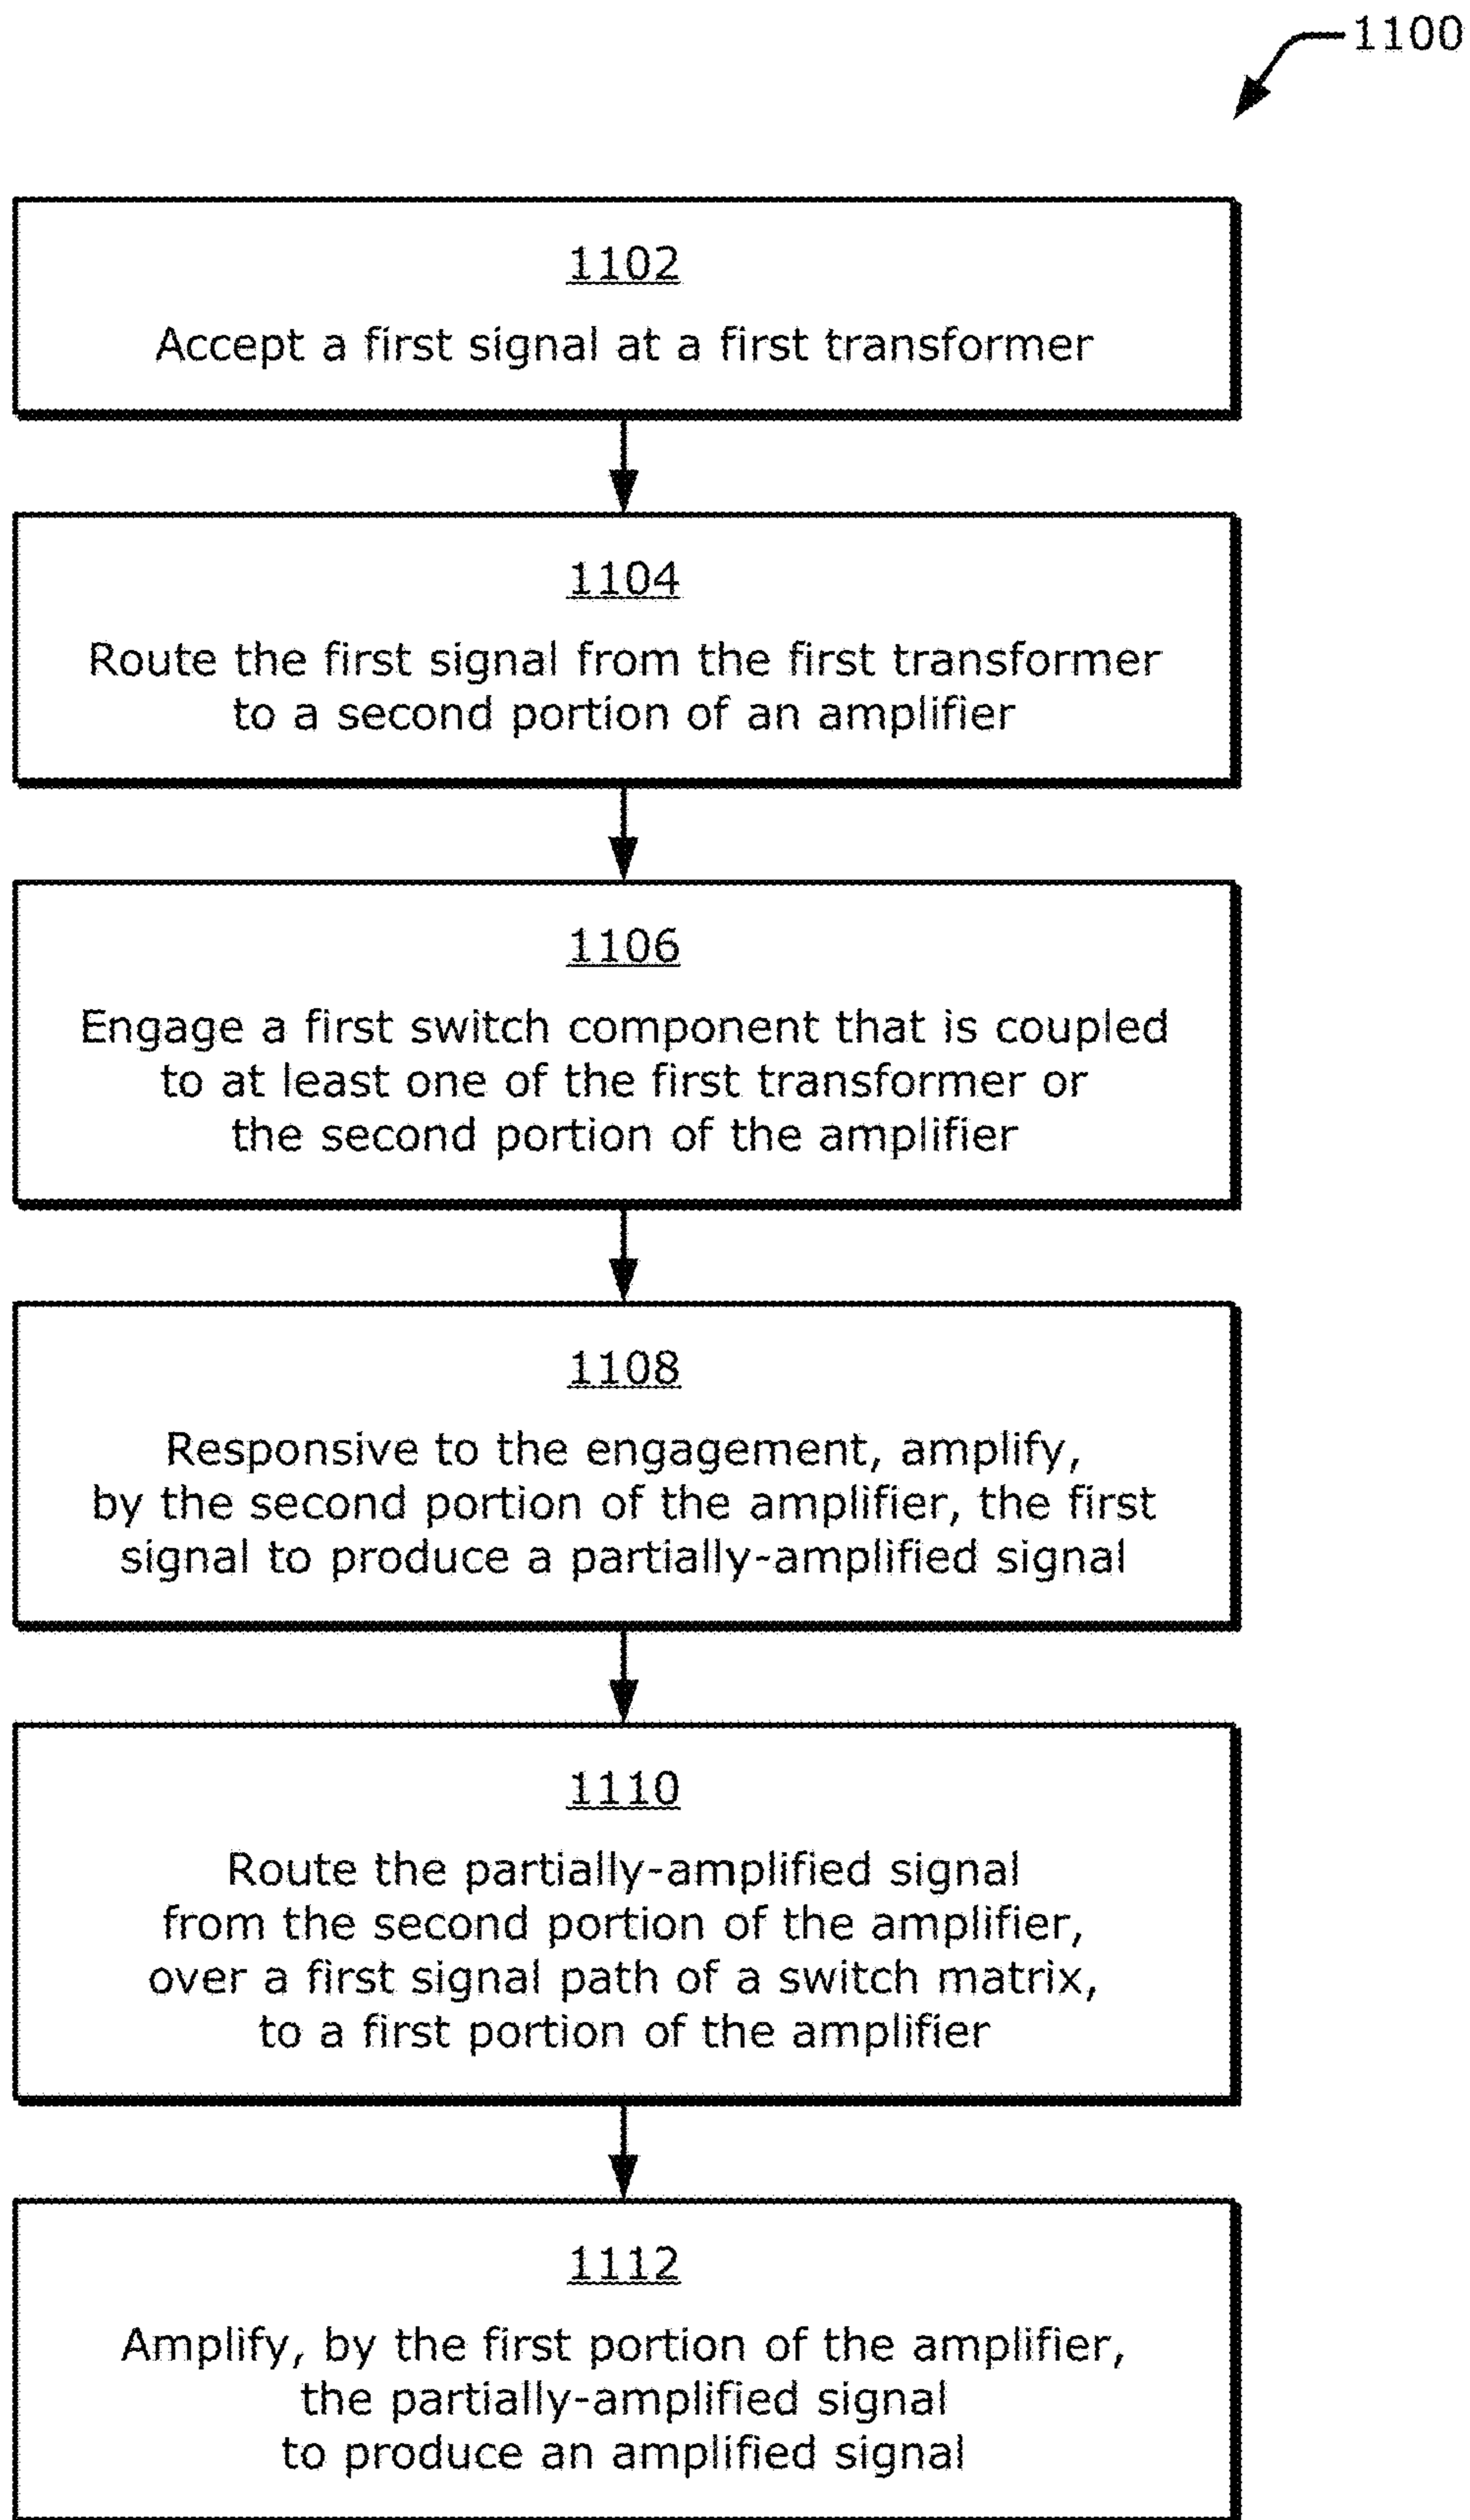 1100
1102
Accept a first signal at a first transformer
1104
Route the first signal from the first transformer
to a second portion of an amplifier
1106
Engage a first switch component that is coupled
to at least one of the first transformer or
the second portion of the amplifier
1108
Responsive to the engagement, amplify,
by the second portion of the amplifier, the first
signal to produce a partially-amplified signal
1110
Route the partially-amplified signal
from the second portion of the amplifier,
over a first signal path of a switch matrix,
to a first portion of the amplifier
1112
Amplify, by the first portion of the amplifier,
the partially-amplified signal
to produce an amplified signal